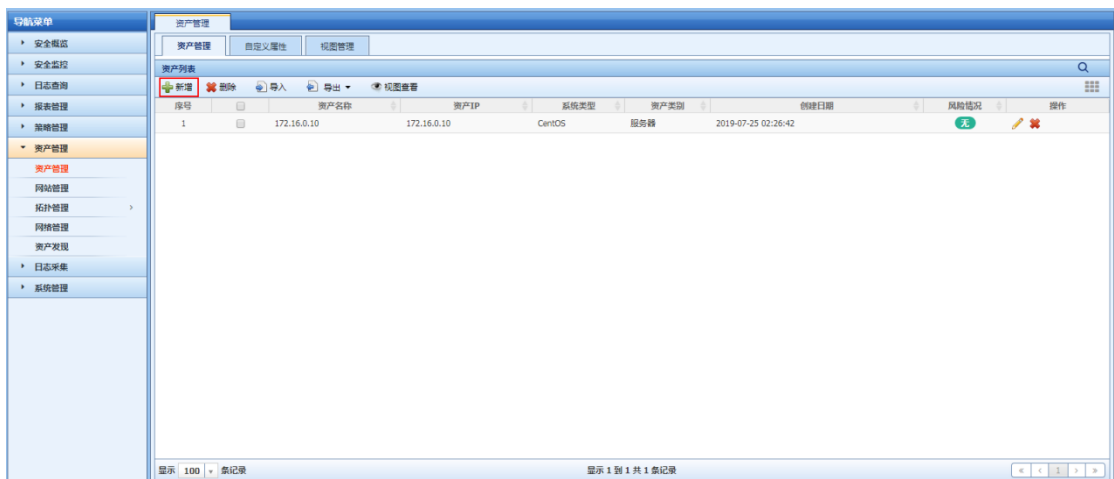 导航菜单
安全概览
安全监控
日志查询
报表管理
策略管理
资产管理
资产管理
网站管理
拓扑管理
网络管理
资产发现
日志采集
系统管理
资产管理
资产管理 自定义属性 视图管理
资产列表
新增 删除 导入 导出 视图查看
序号 资产名称 资产IP 系统类型 资产类别 创建日期 风险情况 操作
1 172.16.0.10 172.16.0.10 CentOS 服务器 2019-07-25 02:26:42 无
显示 100 条记录 显示 1 到 1 共 1 条记录 « ‹ 1 › »